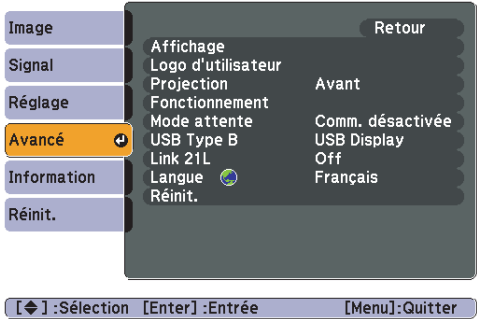 Image
Signal
Réglage
Avancé
Information
Réinit.
Retour
Affichage
Logo d'utilisateur
Projection Avant
Fonctionnement
Mode attente Comm. désactivée
USB Type B USB Display
Link 21L Off
Langue Français
Réinit.
[ ] :Sélection [Enter] :Entrée [Menu]:Quitter